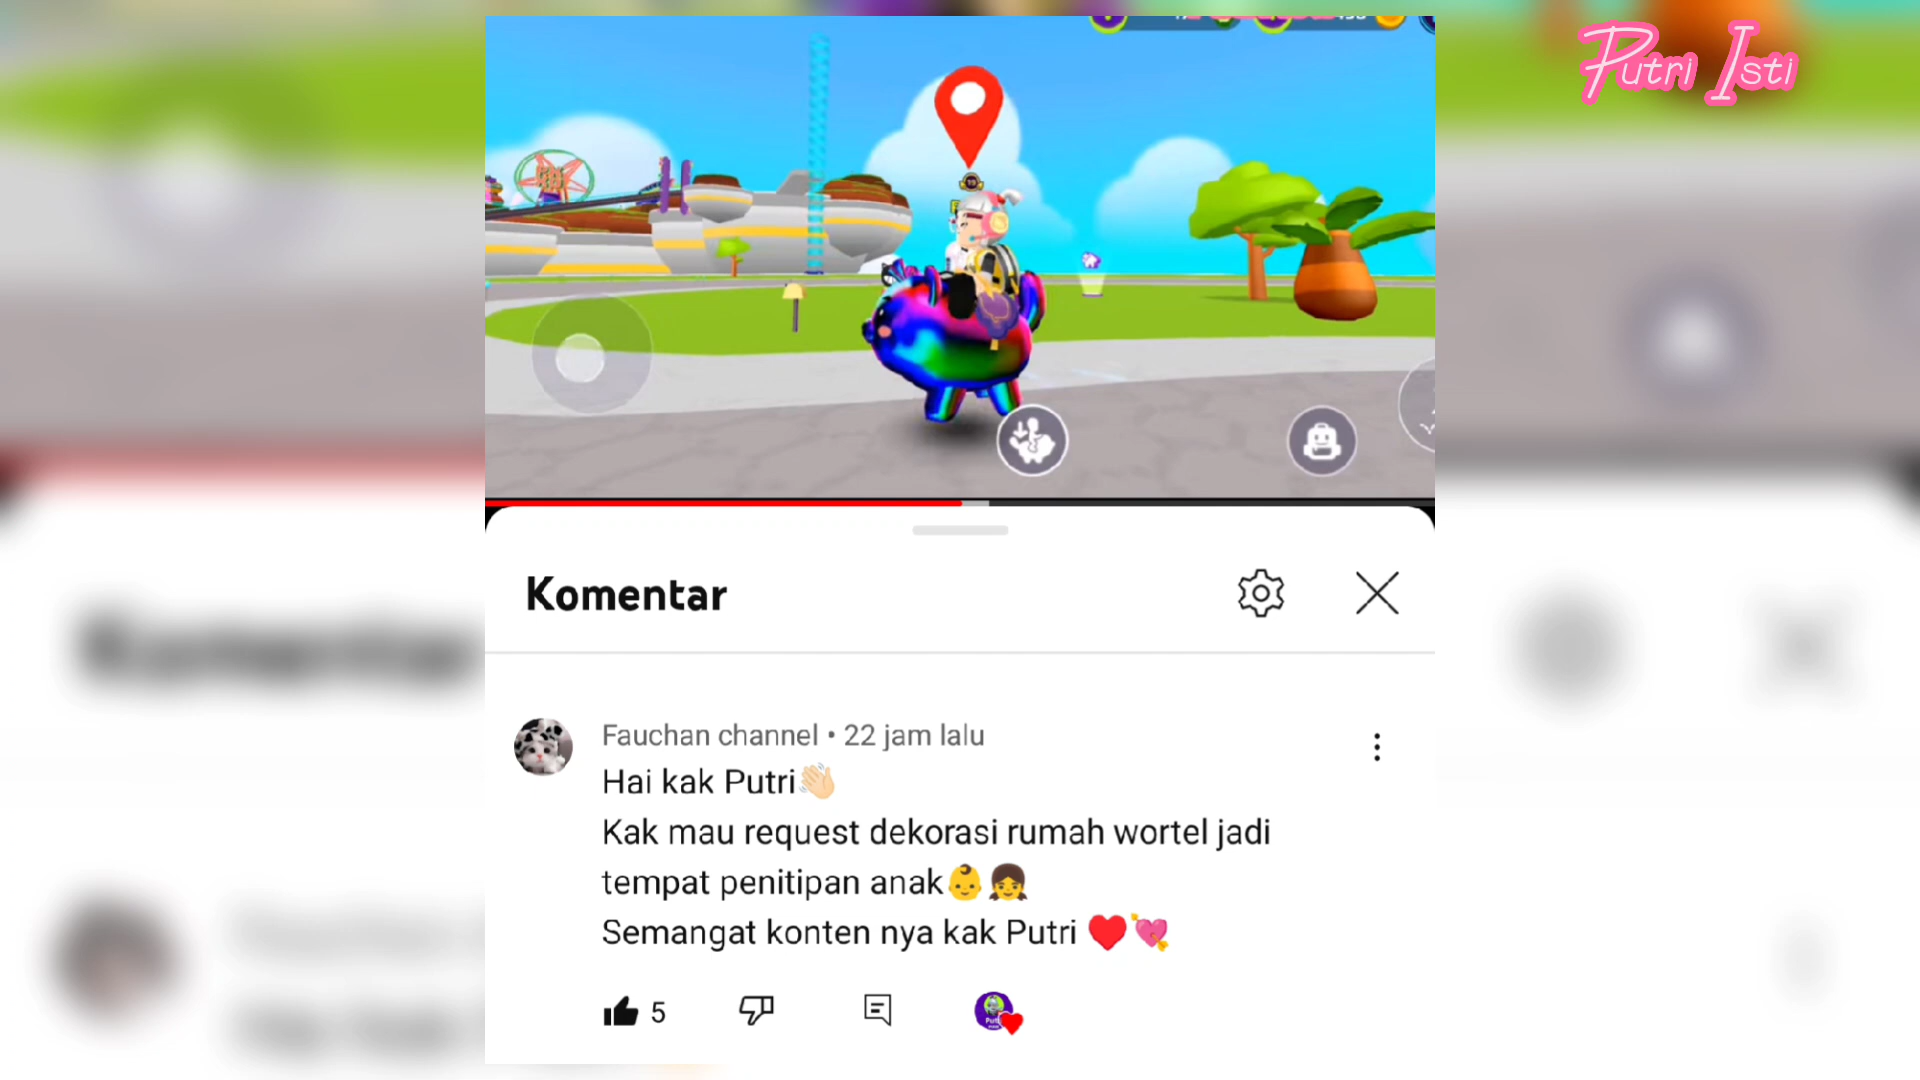 Putri Isti
Komentar
Fauchan channel • 22 jam lalu
Hai kak Putri👋🏻
Kak mau request dekorasi rumah wortel jadi
tempat penitipan anak👶👧
Semangat konten nya kak Putri ❤️💘
5